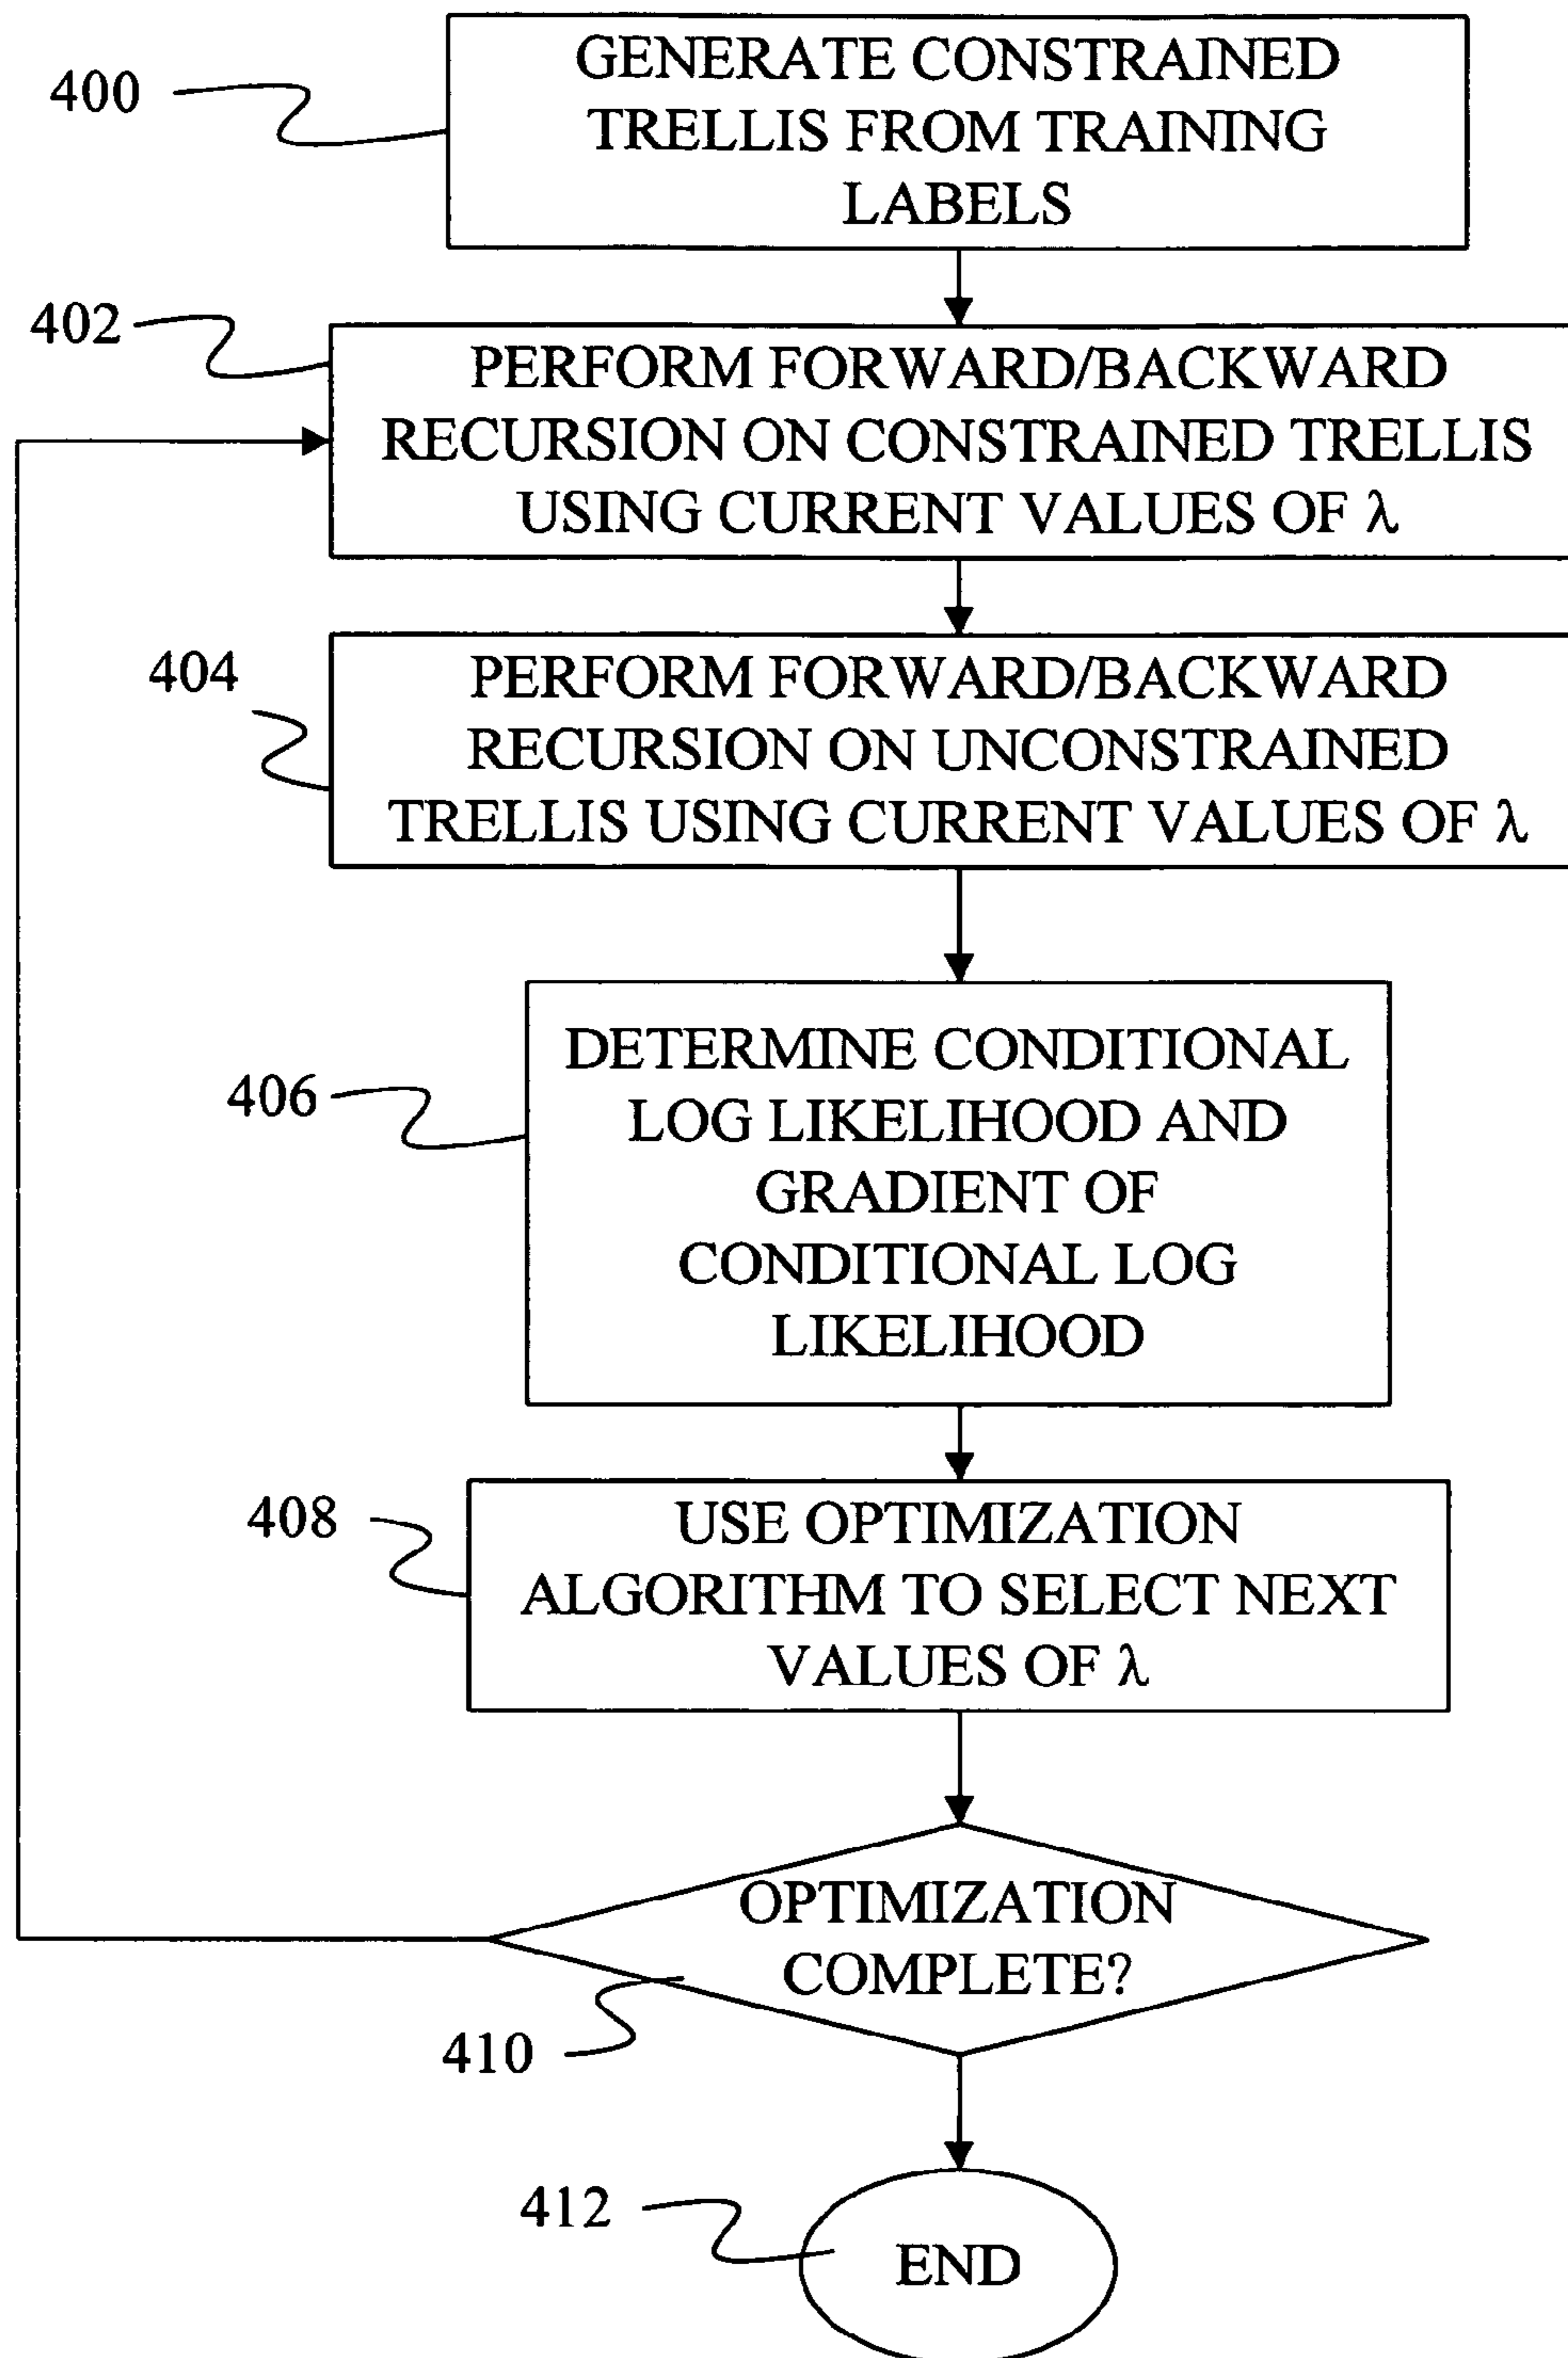 400
GENERATE CONSTRAINED
TRELLIS FROM TRAINING
LABELS
402
PERFORM FORWARD/BACKWARD
RECURSION ON CONSTRAINED TRELLIS
USING CURRENT VALUES OF λ
404
PERFORM FORWARD/BACKWARD
RECURSION ON UNCONSTRAINED
TRELLIS USING CURRENT VALUES OF λ
406
DETERMINE CONDITIONAL
LOG LIKELIHOOD AND
GRADIENT OF
CONDITIONAL LOG
LIKELIHOOD
408
USE OPTIMIZATION
ALGORITHM TO SELECT NEXT
VALUES OF λ
OPTIMIZATION
COMPLETE?
410
412
END